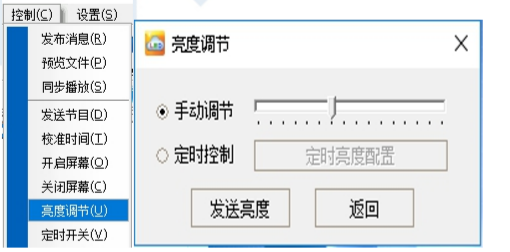 控制(C) 设置(S)
发布消息(R)
预览文件(P)
同步播放(S)
发送节目(D)
校准时间(T)
开启屏幕(O)
关闭屏幕(C)
亮度调节(U)
定时开关(V)
亮度调节
手动调节
定时控制 定时亮度配置
发送亮度 返回